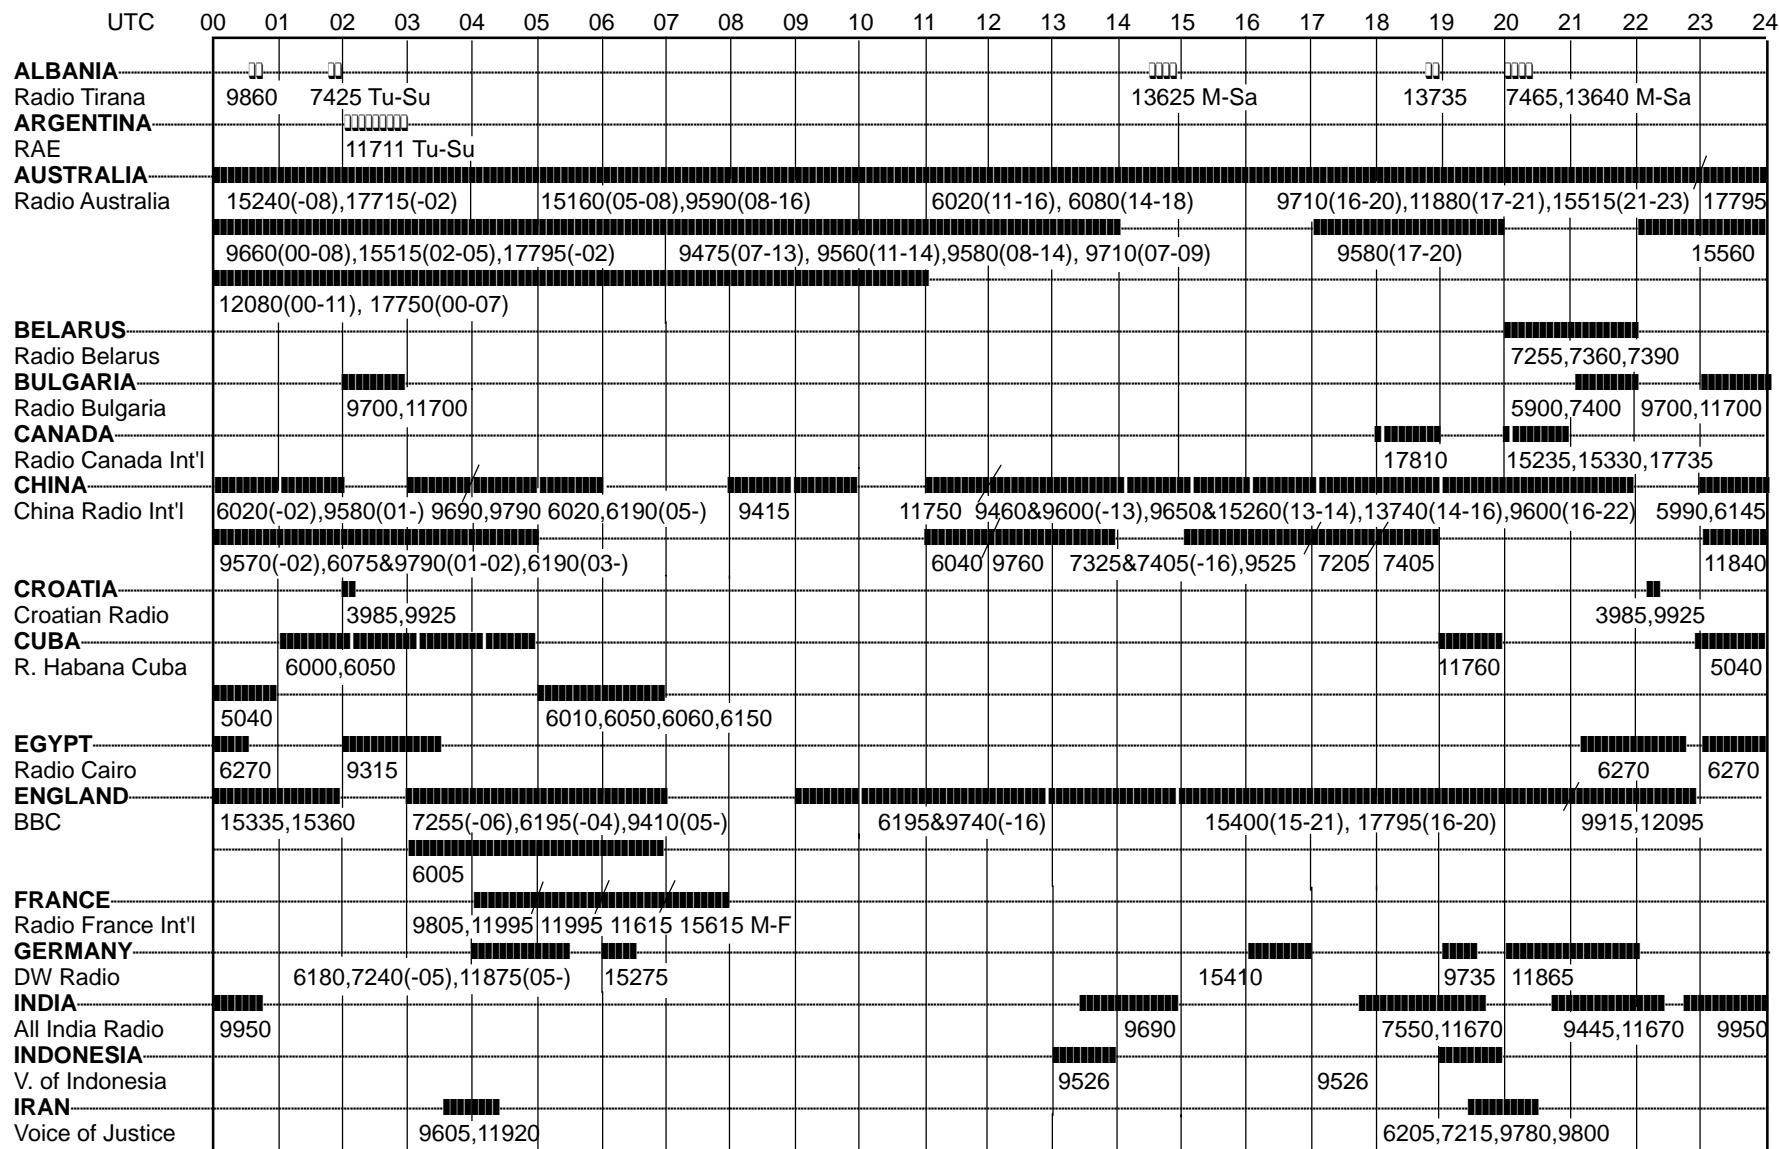 UTC 00 01 02 03 04 05 06 07 08 09 10 11 12 13 14 15 16 17 18 19 20 21 22 23 24
ALBANIA
Radio Tirana 9860 7425 Tu-Su 13625 M-Sa 13735 7465,13640 M-Sa
ARGENTINA
RAE 11711 Tu-Su
AUSTRALIA
Radio Australia 15240(-08),17715(-02) 15160(05-08),9590(08-16) 6020(11-16), 6080(14-18) 9710(16-20),11880(17-21),15515(21-23) 17795
9660(00-08),15515(02-05),17795(-02) 9475(07-13), 9560(11-14),9580(08-14), 9710(07-09) 9580(17-20) 15560
12080(00-11), 17750(00-07)
BELARUS
Radio Belarus 7255,7360,7390
BULGARIA
Radio Bulgaria 9700,11700 5900,7400 9700,11700
CANADA
Radio Canada Int'l 17810 15235,15330,17735
CHINA
China Radio Int'l 6020(-02),9580(01-) 9690,9790 6020,6190(05-) 9415 11750 9460&9600(-13),9650&15260(13-14),13740(14-16),9600(16-22) 5990,6145
9570(-02),6075&9790(01-02),6190(03-) 6040 9760 7325&7405(-16),9525 7205 7405 11840
CROATIA
Croatian Radio 3985,9925 3985,9925
CUBA
R. Habana Cuba 6000,6050 11760 5040
5040 6010,6050,6060,6150
EGYPT
Radio Cairo 6270 9315 6270 6270
ENGLAND
BBC 15335,15360 7255(-06),6195(-04),9410(05-) 6195&9740(-16) 15400(15-21), 17795(16-20) 9915,12095
6005
FRANCE
Radio France Int'l 9805,11995 11995 11615 15615 M-F
GERMANY
DW Radio 6180,7240(-05),11875(05-) 15275 15410 9735 11865
INDIA
All India Radio 9950 9690 7550,11670 9445,11670 9950
INDONESIA
V. of Indonesia 9526 9526
IRAN
Voice of Justice 9605,11920 6205,7215,9780,9800